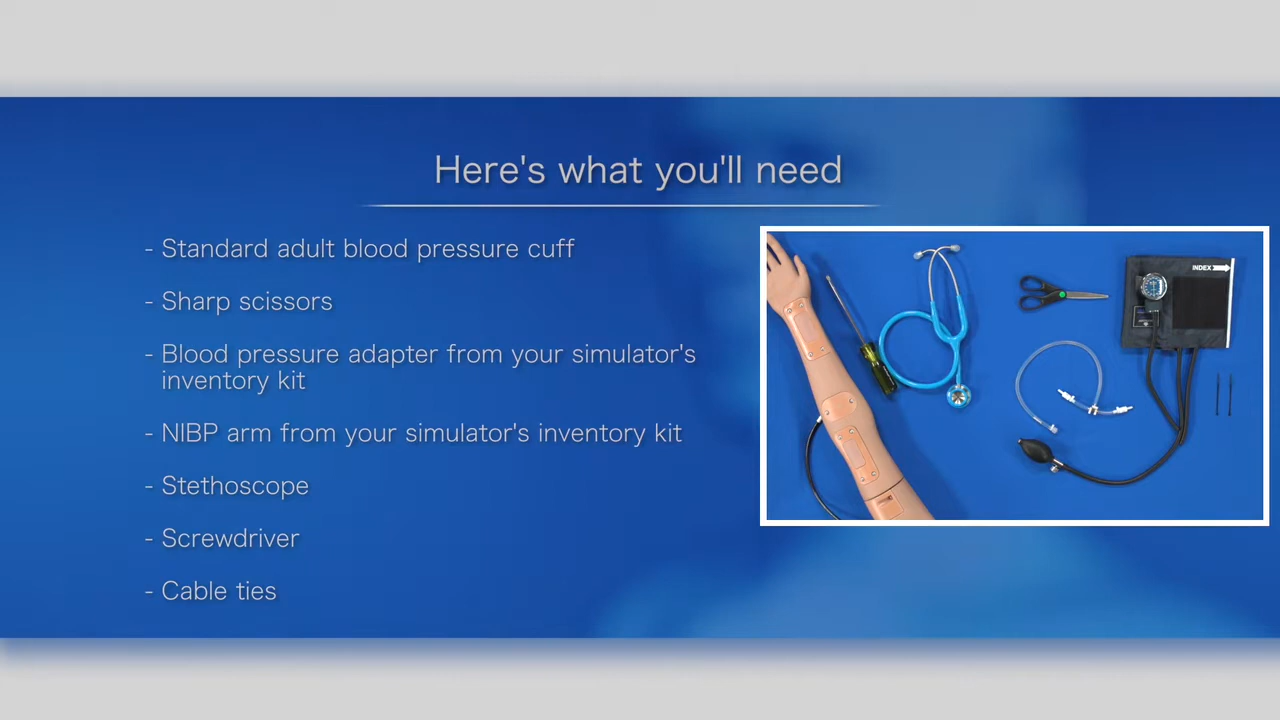 Here's what you'll need
- Standard adult blood pressure cuff
- Sharp scissors
- Blood pressure adapter from your simulator's
inventory kit
- NIBP arm from your simulator's inventory kit
- Stethoscope
- Screwdriver
- Cable ties
INDEX